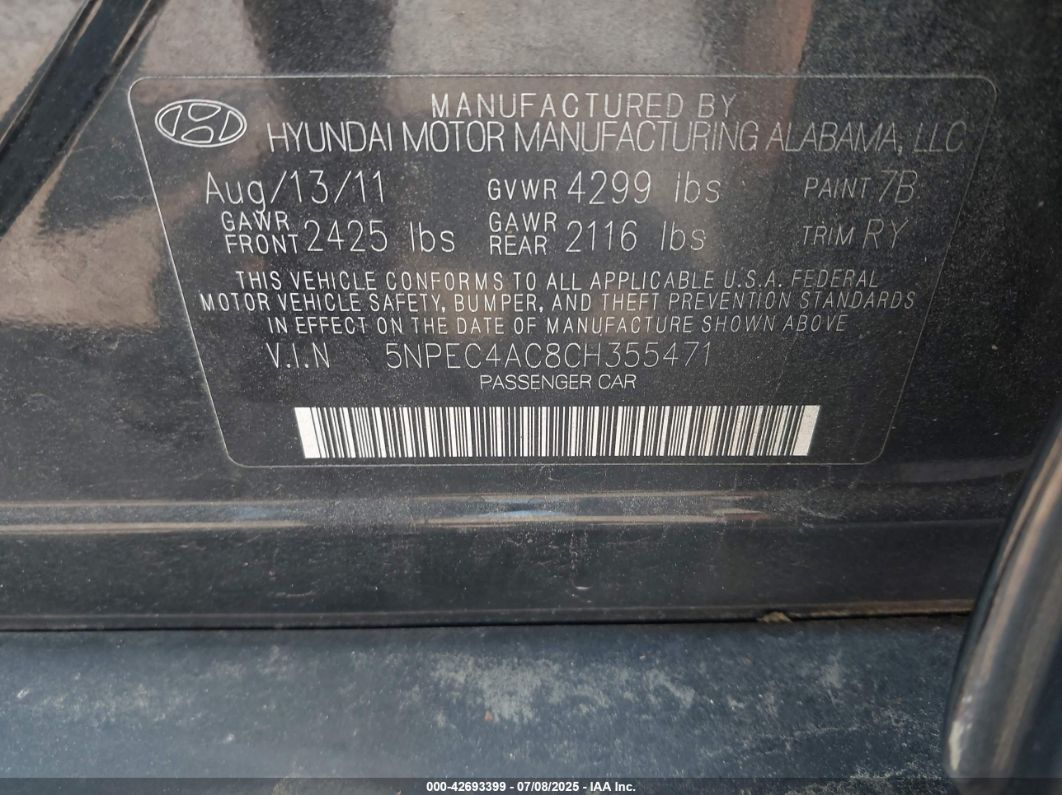 MANUFACTURED BY
HYUNDAI MOTOR MANUFACTURING ALABAMA, LLC
Aug/13/11 GVWR 4299 lbs PAINT 7B
GAWR FRONT 2425 lbs GAWR REAR 2116 lbs TRIM RY
THIS VEHICLE CONFORMS TO ALL APPLICABLE U.S.A. FEDERAL
MOTOR VEHICLE SAFETY, BUMPER, AND THEFT PREVENTION STANDARDS
IN EFFECT ON THE DATE OF MANUFACTURE SHOWN ABOVE
V.I.N 5NPEC4AC8CH355471
PASSENGER CAR
000-42693399 - 07/08/2025 - IAA Inc.